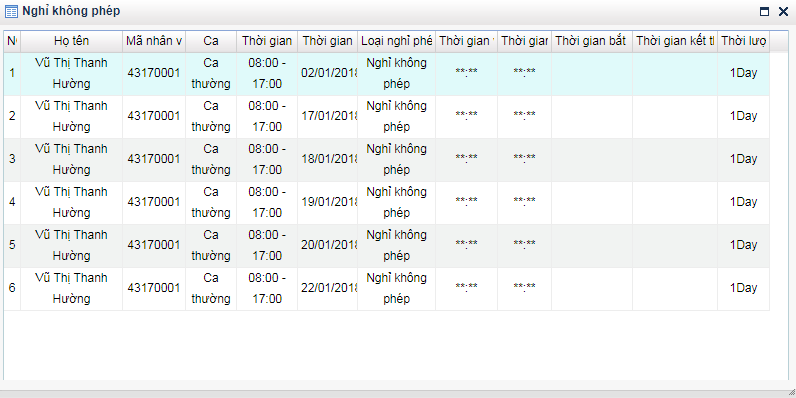 Nghỉ không phép
Họ tên Mã nhân v Ca Thời gian Thời gian Loại nghỉ phé Thời gian Thời gian Thời gian bắt Thời gian kết Thời lượ
1 Vũ Thị Thanh Hường 43170001 Ca thường 08:00 - 17:00 02/01/2018 Nghỉ không phép **:** **:** 1Day
2 Vũ Thị Thanh Hường 43170001 Ca thường 08:00 - 17:00 17/01/2018 Nghỉ không phép **:** **:** 1Day
3 Vũ Thị Thanh Hường 43170001 Ca thường 08:00 - 17:00 18/01/2018 Nghỉ không phép **:** **:** 1Day
4 Vũ Thị Thanh Hường 43170001 Ca thường 08:00 - 17:00 19/01/2018 Nghỉ không phép **:** **:** 1Day
5 Vũ Thị Thanh Hường 43170001 Ca thường 08:00 - 17:00 20/01/2018 Nghỉ không phép **:** **:** 1Day
6 Vũ Thị Thanh Hường 43170001 Ca thường 08:00 - 17:00 22/01/2018 Nghỉ không phép **:** **:** 1Day